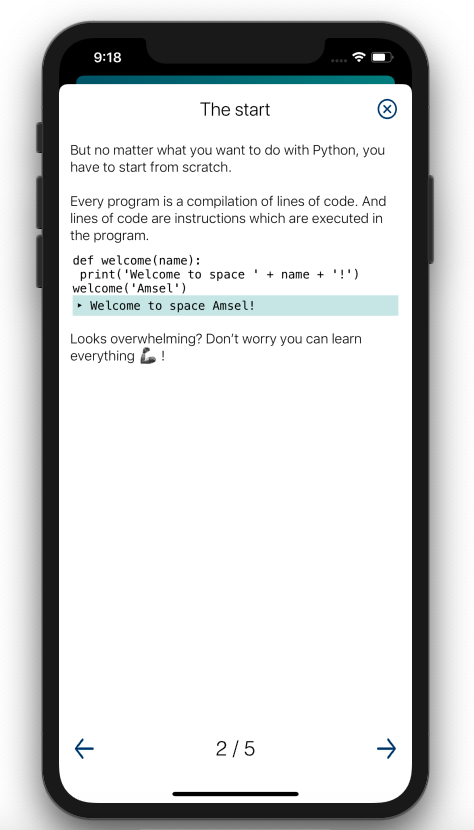 9:18
The start
But no matter what you want to do with Python, you
have to start from scratch.
Every program is a compilation of lines of code. And
lines of code are instructions which are executed in
the program.
def welcome(name):
 print('Welcome to space ' + name + '!')
welcome('Amsel')
‣ Welcome to space Amsel!
Looks overwhelming? Don’t worry you can learn
everything 🦾 !
2 / 5